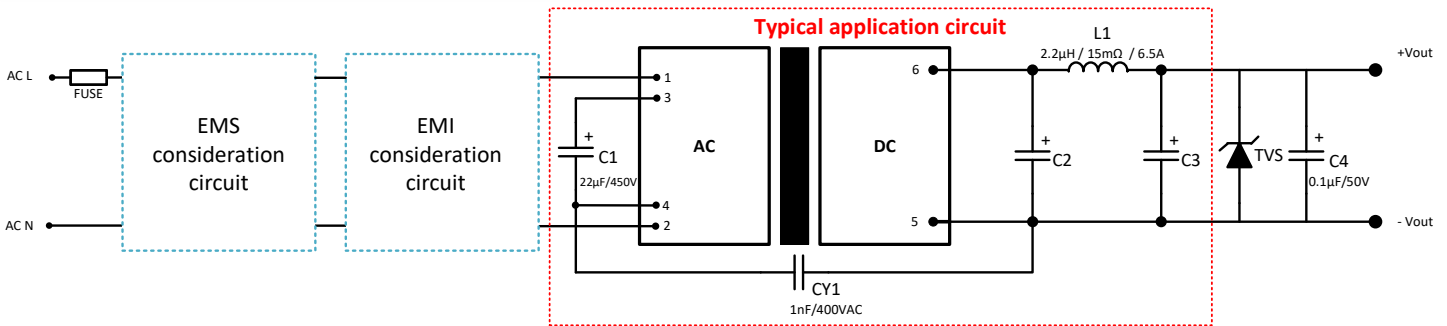 Typical application circuit
AC L
FUSE
EMS
consideration
circuit
EMI
consideration
circuit
1
3
+
C1
22µF/450V
4
2
AC
DC
6
5
L1
2.2µH / 15mΩ / 6.5A
+
C2
+
C3
TVS
+
C4
0.1µF/50V
+Vout
- Vout
AC N
CY1
1nF/400VAC